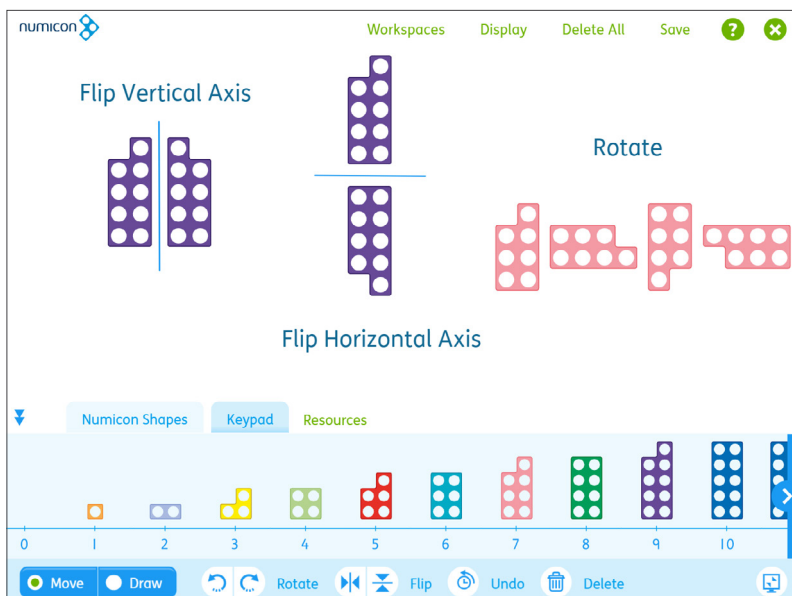 numicon
Workspaces Display Delete All Save ?
Flip Vertical Axis
Rotate
Flip Horizontal Axis
Numicon Shapes Keypad Resources
0 1 2 3 4 5 6 7 8 9 10
Move Draw Rotate Flip Undo Delete